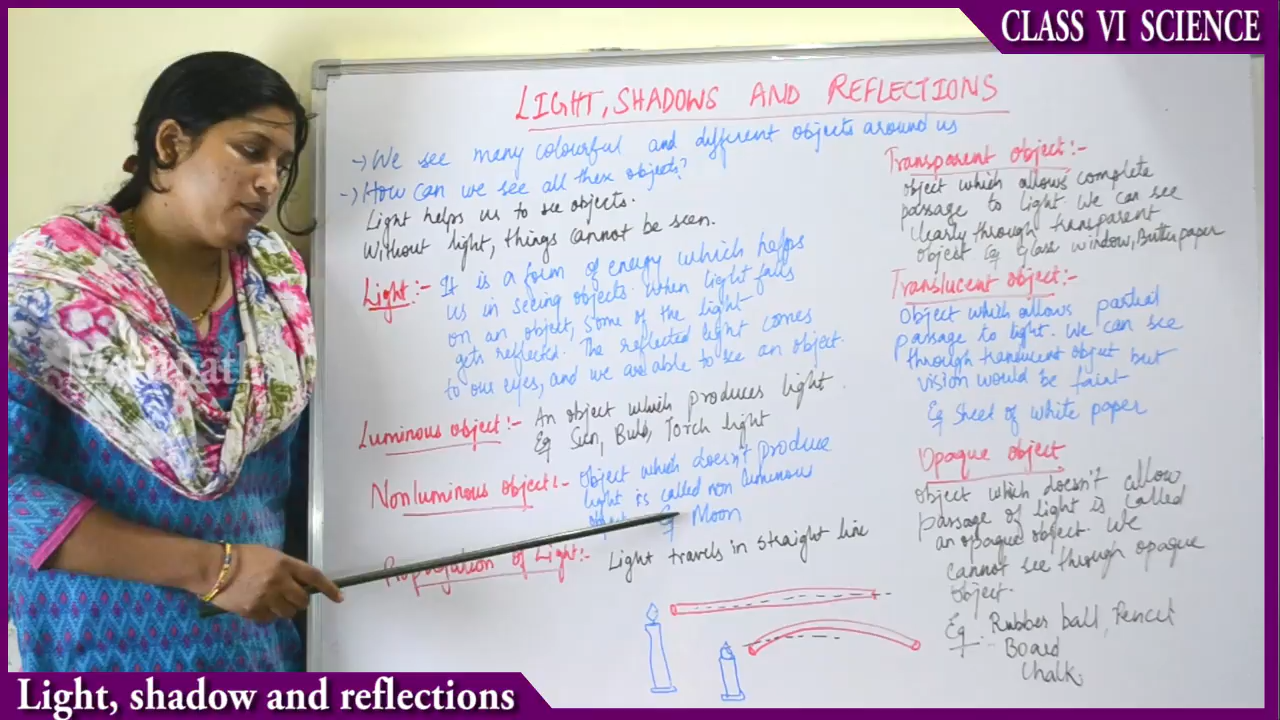 CLASS VI SCIENCE
LIGHT, SHADOWS AND REFLECTIONS
-> We see many colourful and different objects around us
-> How can we see all these objects?
Light helps us to see objects.
Without light, things cannot be seen.
Light:- It is a form of energy which helps
us in seeing objects. When light falls
on an object, some of the light
gets reflected. The reflected light comes
to our eyes, and we are able to see an object.
Luminous object:- An object which produces light.
Eg Sun, Bulb, Torch light
Nonluminous object:- Object which doesn't produce
light is called non luminous
Eg Moon
Propagation of Light:- Light travels in straight line
Transparent object:-
object which allows complete
passage to light. We can see
clearly through transparent
object Eg Glass window, Butter paper
Translucent object:-
Object which allows partial
passage to light. We can see
through translucent object but
vision would be faint
Eg Sheet of white paper
Opaque object
object which doesn't allow
passage of light is called
an opaque object. We
cannot see through opaque
object.
Eg:- Rubber ball, Pencil
Board
Chalk.
Light, shadow and reflections